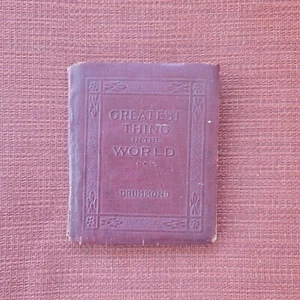 GREATEST
THING
IN THE
WORLD
DRUMMOND